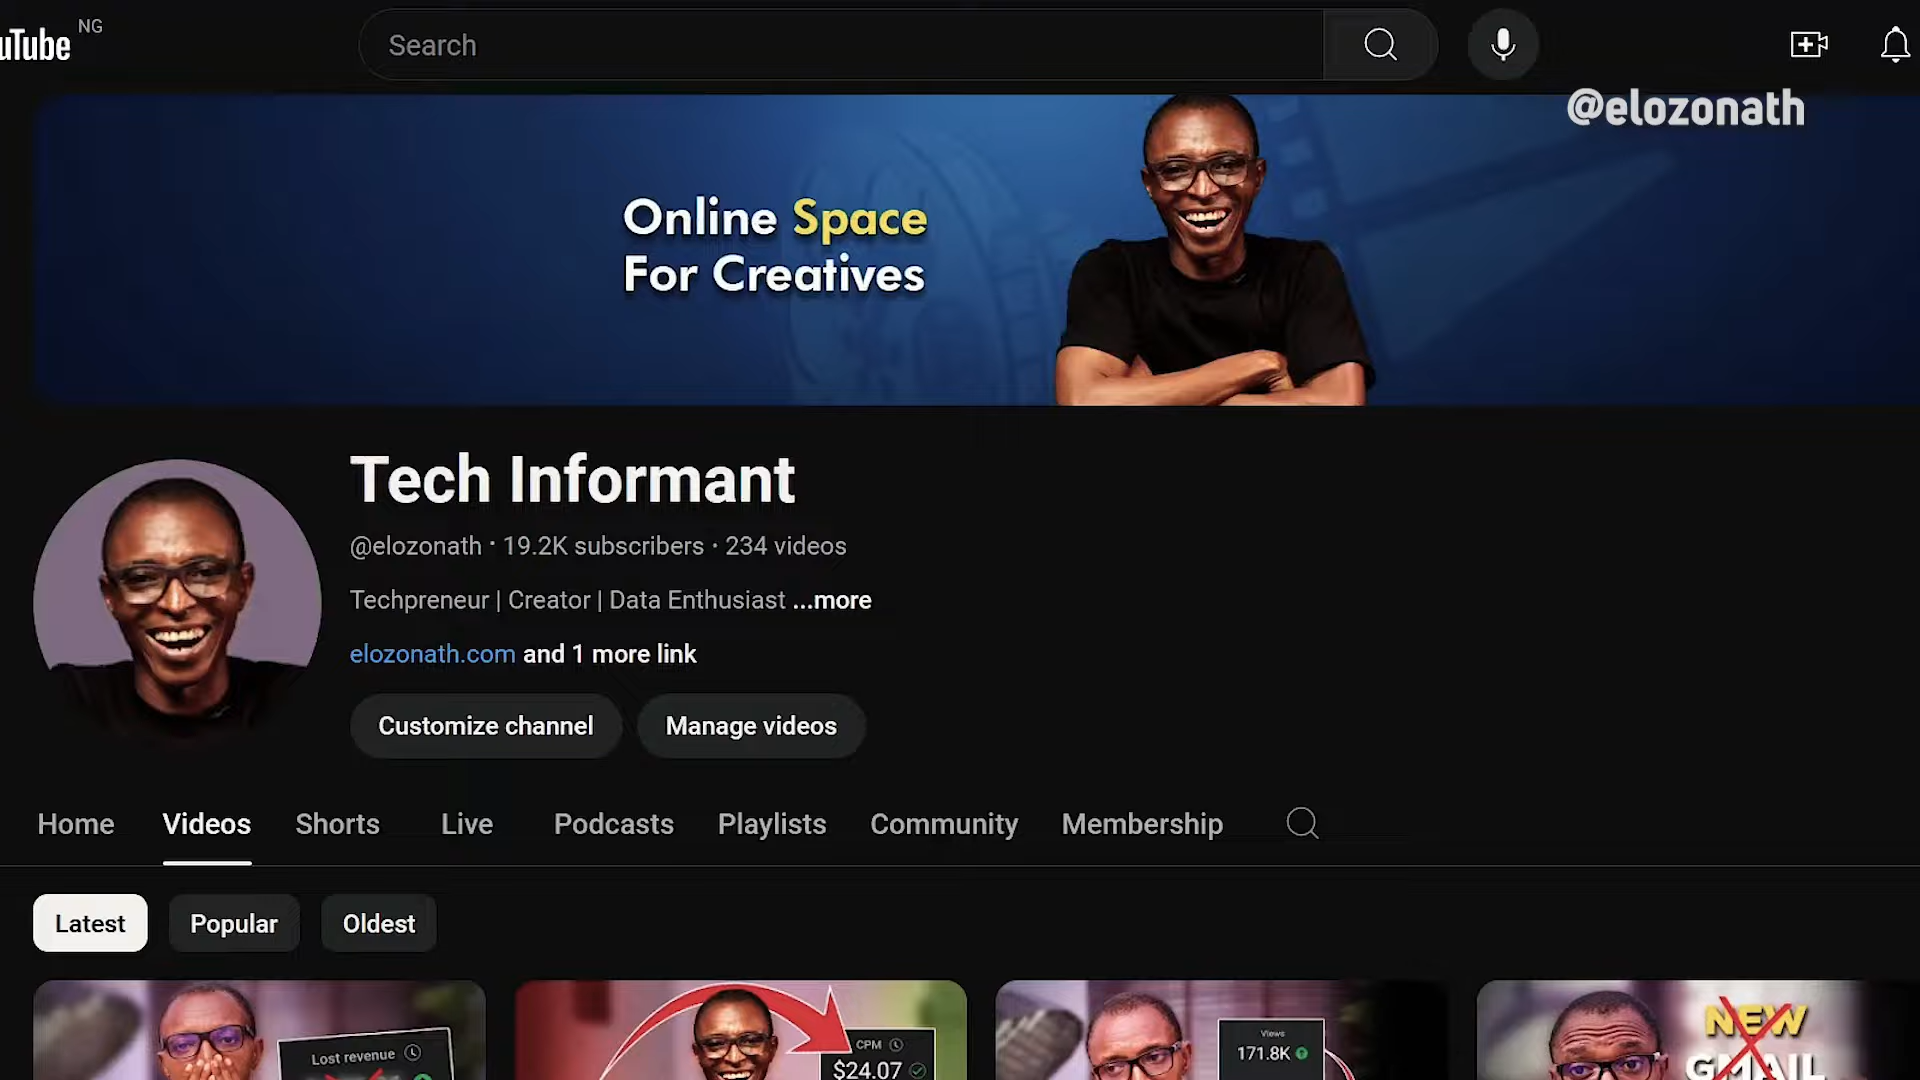 uTube NG
Search
@elozonath
Online Space
For Creatives
Tech Informant
@elozonath · 19.2K subscribers · 234 videos
Techpreneur | Creator | Data Enthusiast ...more
elozonath.com and 1 more link
Customize channel Manage videos
Home Videos Shorts Live Podcasts Playlists Community Membership
Latest Popular Oldest
Lost revenue
CPM
$24.07
Views
171.8K
NEW
GMAIL